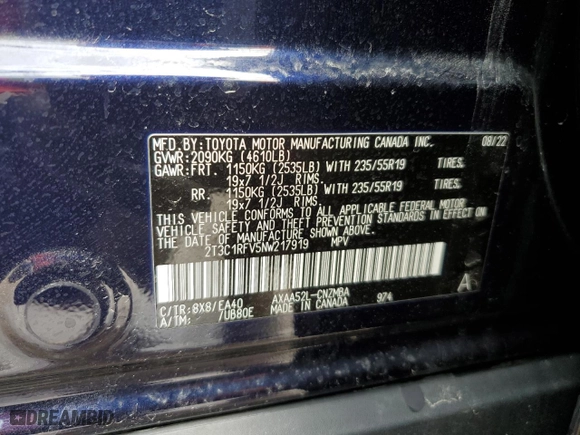 MFD. BY: TOYOTA MOTOR MANUFACTURING CANADA INC. 08/22
GVWR: 2090KG (4610LB)
GAWR: FRT. 1150KG (2535LB) WITH 235/55R19 TIRES,
19x7 1/2J RIMS.
RR. 1150KG (2535LB) WITH 235/55R19 TIRES,
19x7 1/2J RIMS.
THIS VEHICLE CONFORMS TO ALL APPLICABLE FEDERAL MOTOR
VEHICLE SAFETY AND THEFT PREVENTION STANDARDS IN EFFECT
ON THE DATE OF MANUFACTURE SHOWN ABOVE.
2T3C1RFV5NW217919 MPV
C/TR: 8X8/EA40 AXAA52L-CNZMBA 974 A
A/TM: /UB80E MADE IN CANADA
DREAMBID